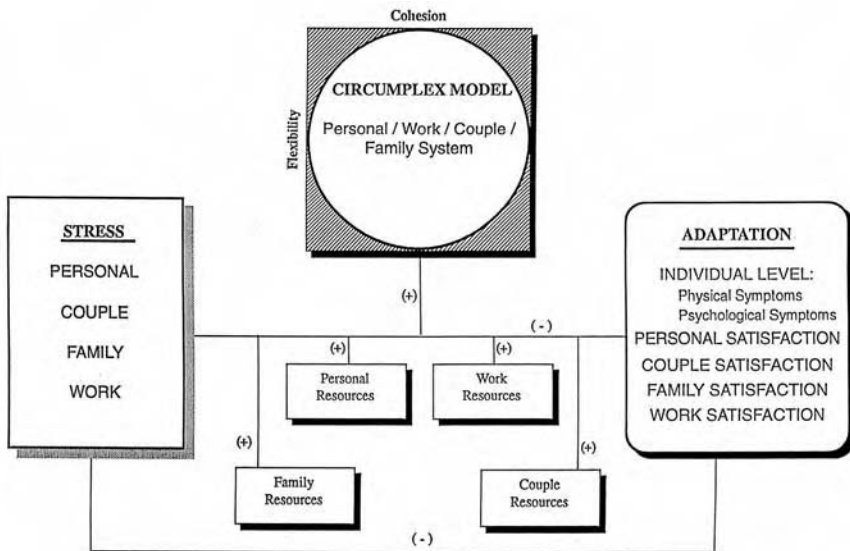 Cohesion
Flexibility
CIRCUMPLEX MODEL
Personal / Work / Couple /
Family System
STRESS
PERSONAL
COUPLE
FAMILY
WORK
ADAPTATION
INDIVIDUAL LEVEL:
Physical Symptoms
Psychological Symptoms
PERSONAL SATISFACTION
COUPLE SATISFACTION
FAMILY SATISFACTION
WORK SATISFACTION
(+)
(-)
(+)
(+)
Personal
Resources
Work
Resources
(+)
(+)
Family
Resources
Couple
Resources
(-)